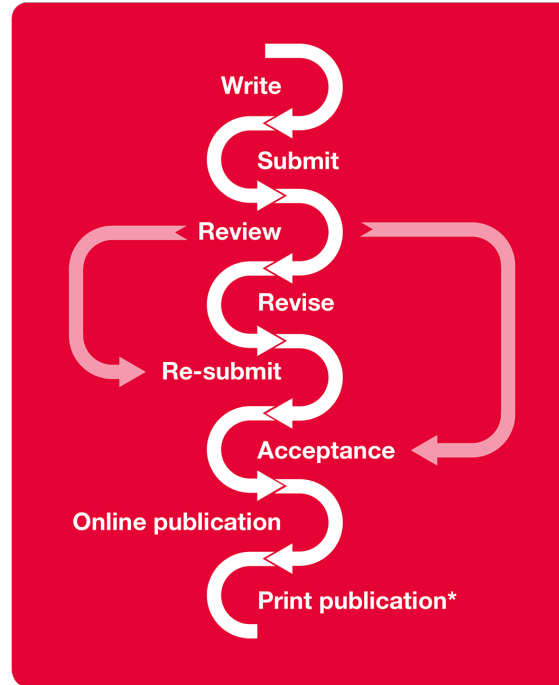 Write
Submit
Review
Revise
Re-submit
Acceptance
Online publication
Print publication*